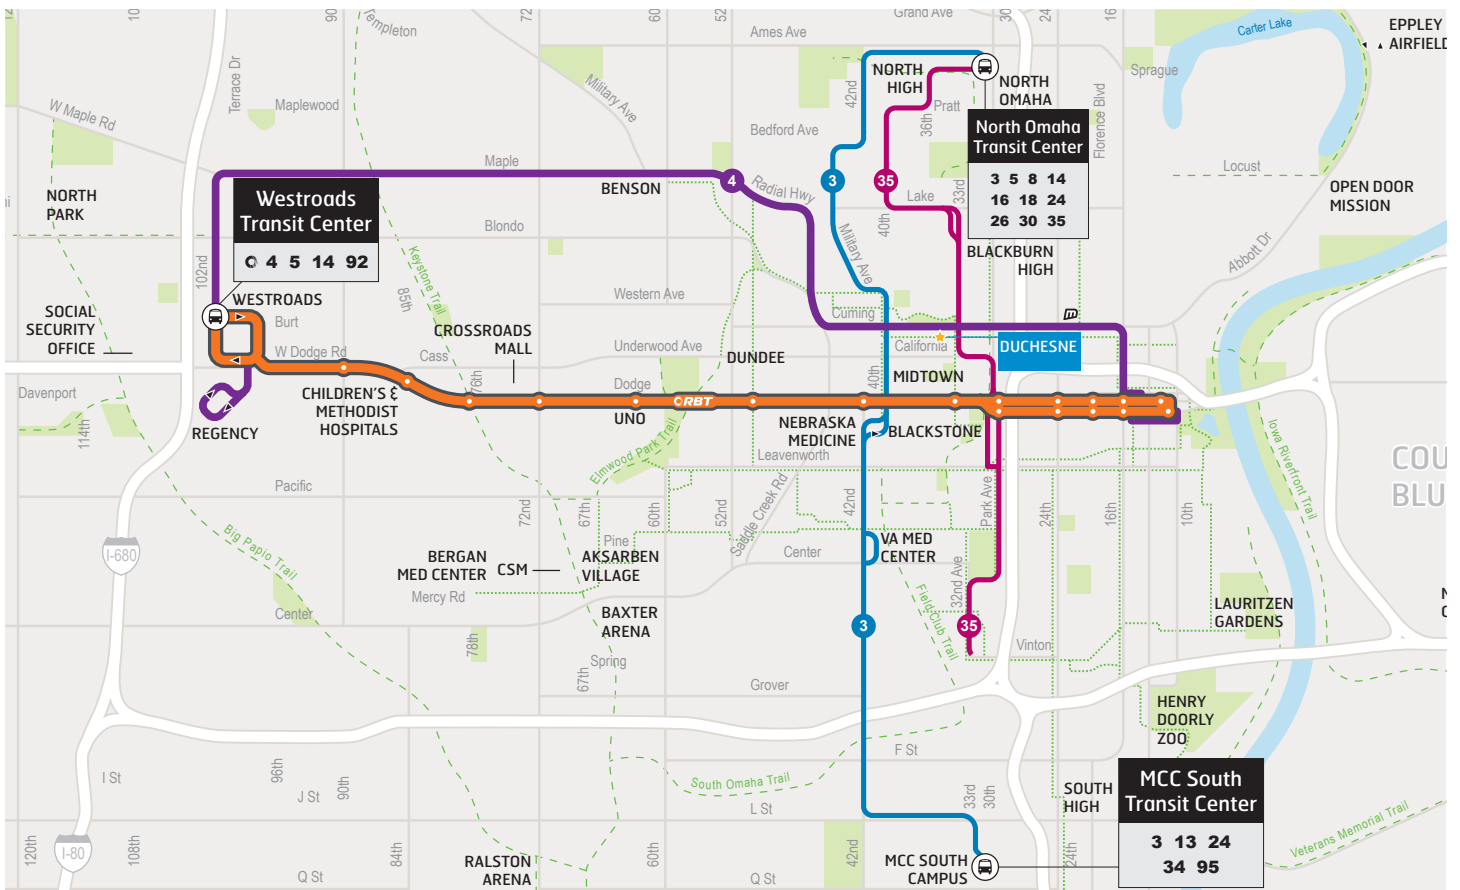 12
10
90
Templeton
72
60
52
Grand Ave
30
24
16
EPPLEY
AIRFIELD
Carter Lake
Ames Ave
Terrace Dr
Maplewood
W Maple Rd
Military Ave
NORTH
HIGH
42nd
NORTH
OMAHA
Sprague
Pratt
36th
Bedford Ave
Florence Blvd
North Omaha
Transit Center
3 5 8 14
16 18 24
26 30 35
Maple
BENSON
4
Radial Hwy
3
35
Lake
33rd
Locust
OPEN DOOR
MISSION
NORTH
PARK
Westroads
Transit Center
4 5 14 92
Blondo
40th
Military Ave
BLACKBURN
HIGH
Abbott Dr
102nd
Keystone Trail
85th
WESTROADS
Western Ave
Cuming
m
SOCIAL
SECURITY
OFFICE
Burt
W Dodge Rd
CROSSROADS
MALL
Cass
Underwood Ave
DUNDEE
California
DUCHESNE
MIDTOWN
40th
76th
Dodge
Davenport
114th
REGENCY
CHILDREN'S &
METHODIST
HOSPITALS
UNO
ORBT
NEBRASKA
MEDICINE
BLACKSTONE
Elmwood Park Trail
Leavenworth
Iowa Riverfront Trail
COU
BLU
Pacific
72nd
67th
60th
52nd
Saddle Creek Rd
42nd
Park Ave
24th
16th
10th
I-680
Big Papio Trail
Pine
BERGAN
MED CENTER
CSM
AKSARBEN
VILLAGE
Center
VA MED
CENTER
Mercy Rd
32nd Ave
Field Club Trail
LAURITZEN
GARDENS
Center
BAXTER
ARENA
3
35
78th
Spring
67th
Vinton
Grover
HENRY
DOORLY
ZOO
F St
I St
96th
J St
90th
South Omaha Trail
L St
33rd
30th
SOUTH
HIGH
MCC South
Transit Center
3 13 24
34 95
Veterans Memorial Trail
120th
I-80
108th
84th
RALSTON
ARENA
60th
42nd
MCC SOUTH
CAMPUS
24th
Q St
Q St